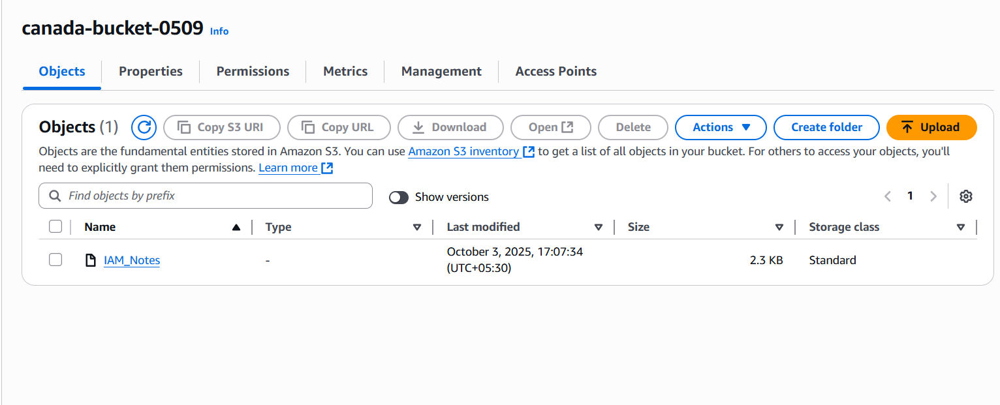 canada-bucket-0509 Info
Objects Properties Permissions Metrics Management Access Points
Objects (1) Copy S3 URI Copy URL Download Open Delete Actions Create folder Upload
Objects are the fundamental entities stored in Amazon S3. You can use Amazon S3 inventory to get a list of all objects in your bucket. For others to access your objects, you'll
need to explicitly grant them permissions. Learn more
Find objects by prefix Show versions 1
Name Type Last modified Size Storage class
IAM_Notes - October 3, 2025, 17:07:34 2.3 KB Standard
(UTC+05:30)